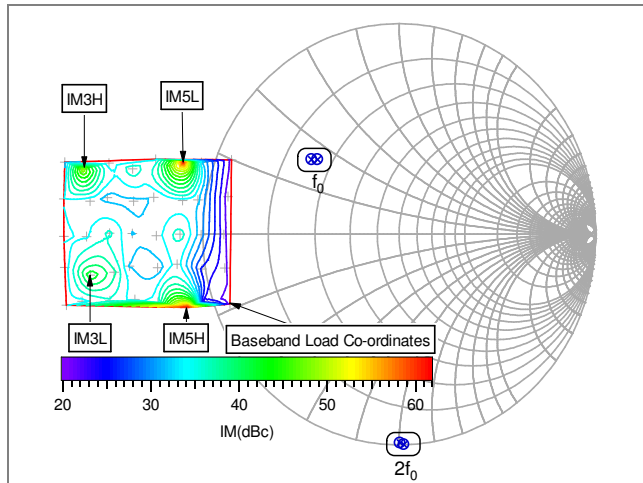 IM3H
IM5L
f0
IM3L
IM5H
Baseband Load Co-ordinates
20
30
40
50
60
IM(dBc)
2f0